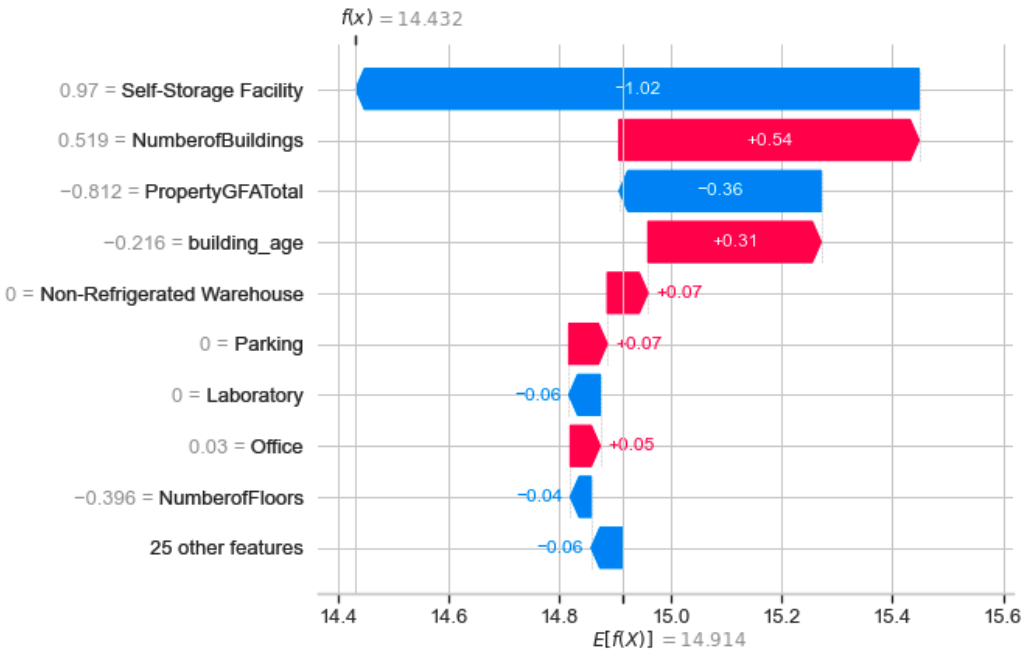 f(x) = 14.432
0.97 = Self-Storage Facility −1.02
0.519 = NumberofBuildings +0.54
−0.812 = PropertyGFATotal −0.36
−0.216 = building_age +0.31
0 = Non-Refrigerated Warehouse +0.07
0 = Parking +0.07
0 = Laboratory −0.06
0.03 = Office +0.05
−0.396 = NumberofFloors −0.04
25 other features −0.06
14.4 14.6 14.8 15.0 15.2 15.4 15.6
E[f(X)] = 14.914